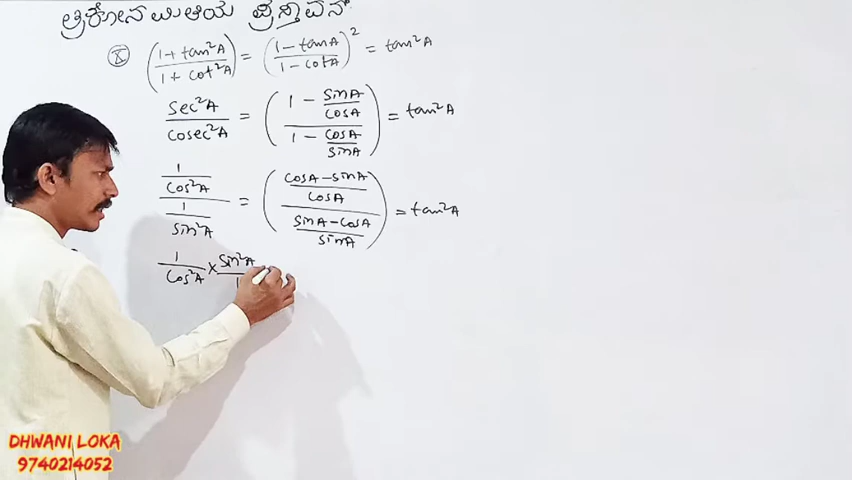 ತ್ರಿಕೋನಮಿತಿಯ ಪ್ರಸ್ತಾವನೆ
(x) ((1 + tan²A)/(1 + cot²A)) = ((1 - tanA)/(1 - cotA))² = tan²A
sec²A/cosec²A = ((1 - sinA/cosA)/(1 - cosA/sinA)) = tan²A
(1/cos²A)/(1/sin²A) = (((cosA - sinA)/cosA)/((sinA - cosA)/sinA)) = tan²A
1/cos²A × sin²A/1
DHWANI LOKA
9740214052